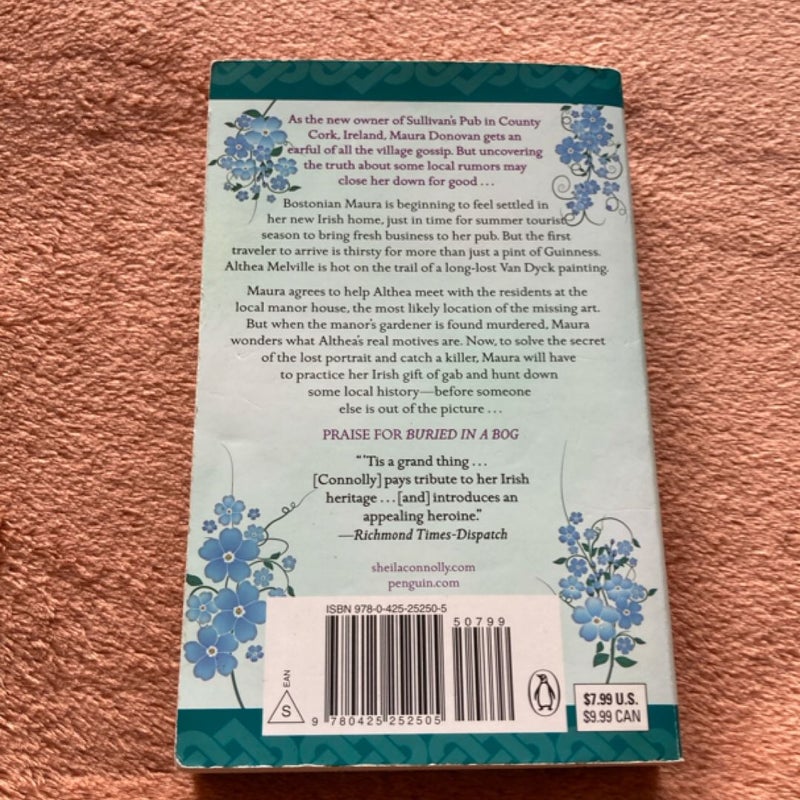 As the new owner of Sullivan's Pub in County
Cork, Ireland, Maura Donovan gets an
earful of all the village gossip. But uncovering
the truth about some local rumors may
close her down for good . . .
Bostonian Maura is beginning to feel settled in
her new Irish home, just in time for summer tourist
season to bring fresh business to her pub. But the first
traveler to arrive is thirsty for more than just a pint of Guinness.
Althea Melville is hot on the trail of a long-lost Van Dyck painting.
Maura agrees to help Althea meet with the residents at the
local manor house, the most likely location of the missing art.
But when the manor's gardener is found murdered, Maura
wonders what Althea's real motives are. Now, to solve the secret
of the lost portrait and catch a killer, Maura will have
to practice her Irish gift of gab and hunt down
some local history—before someone
else is out of the picture . . .
PRAISE FOR BURIED IN A BOG
"'Tis a grand thing . . .
[Connolly] pays tribute to her Irish
heritage . . . [and] introduces an
appealing heroine."
—Richmond Times-Dispatch
sheilaconnolly.com
penguin.com
ISBN 978-0-425-25250-5
50799
EAN
S
9 780425 252505
$7.99 U.S.
$9.99 CAN